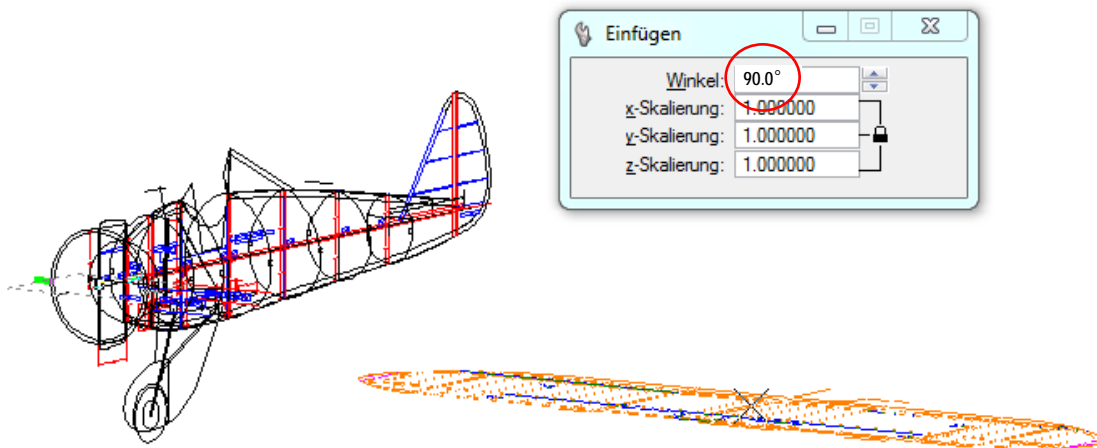 Einfügen
Winkel: 90.0°
x-Skalierung: 1.000000
y-Skalierung: 1.000000
z-Skalierung: 1.000000